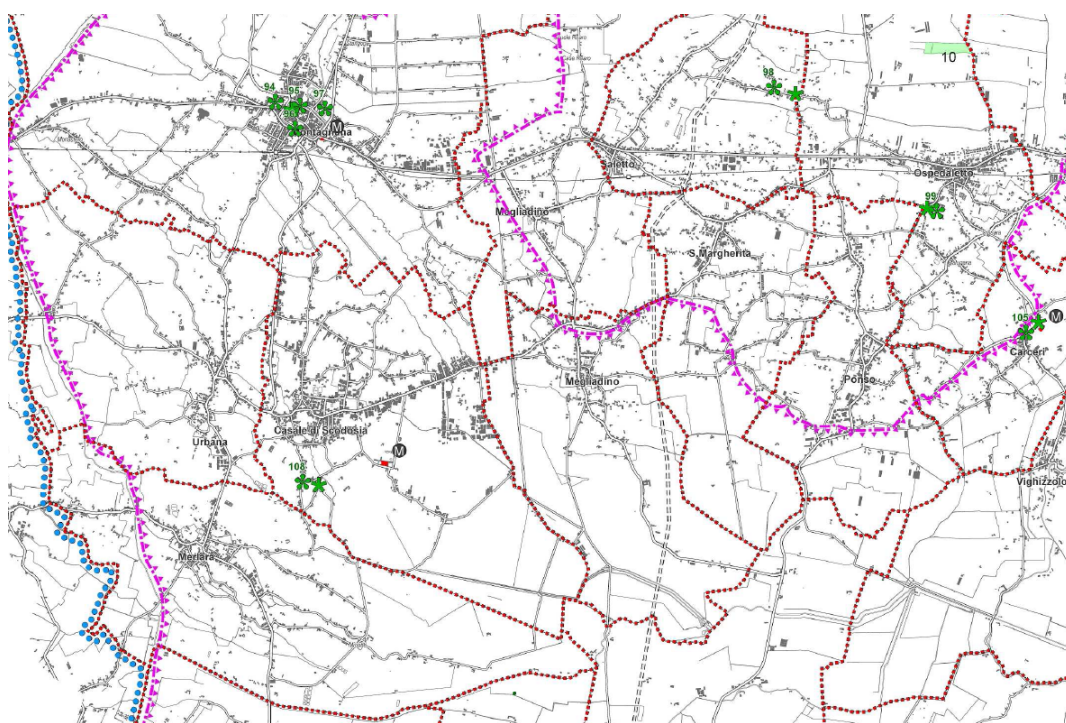 10
93
94
95
97
M
Montagnana
Saletto
Ospedaletto
99
Megliadino
S.Margherita
105
M
Carceri
Megliadino
Ponso
Casale di Scodosia
Urbana
M
108
Vighizzolo
Merlara